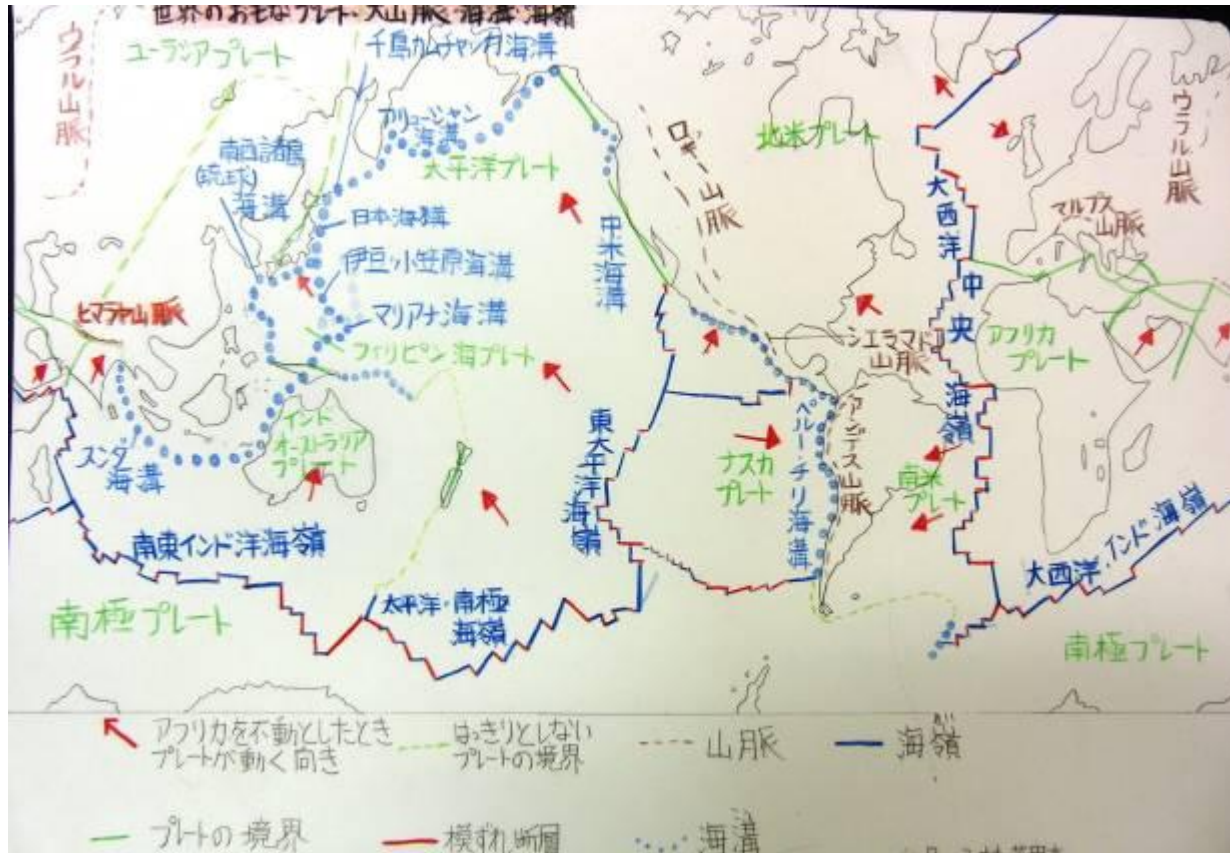 世界のおもなプレート・大山脈・海溝・海嶺
ウラル山脈
ユーラシアプレート
千島カムチャツカ海溝
アリューシャン
海溝
南西諸島
(琉球)
海溝
太平洋プレート
日本海溝
伊豆小笠原海溝
マリアナ海溝
フィリピン海プレート
ヒマラヤ山脈
スンダ
海溝
インド
オーストラリア
プレート
南東インド洋海嶺
南極プレート
太平洋・南極
海嶺
東太平洋海嶺
中米海溝
ロッキー山脈
北米プレート
大西洋中央海嶺
ウラル山脈
山脈
シエラマドレ
山脈
アフリカ
プレート
ナスカ
プレート
ペルー・チリ海溝
アンデス山脈
南米
プレート
大西洋・インド海嶺
南極プレート
アフリカを不動としたとき
プレートが動く向き
はっきりとしない
プレートの境界
山脈
海嶺
プレートの境界
横ずれ断層
海溝